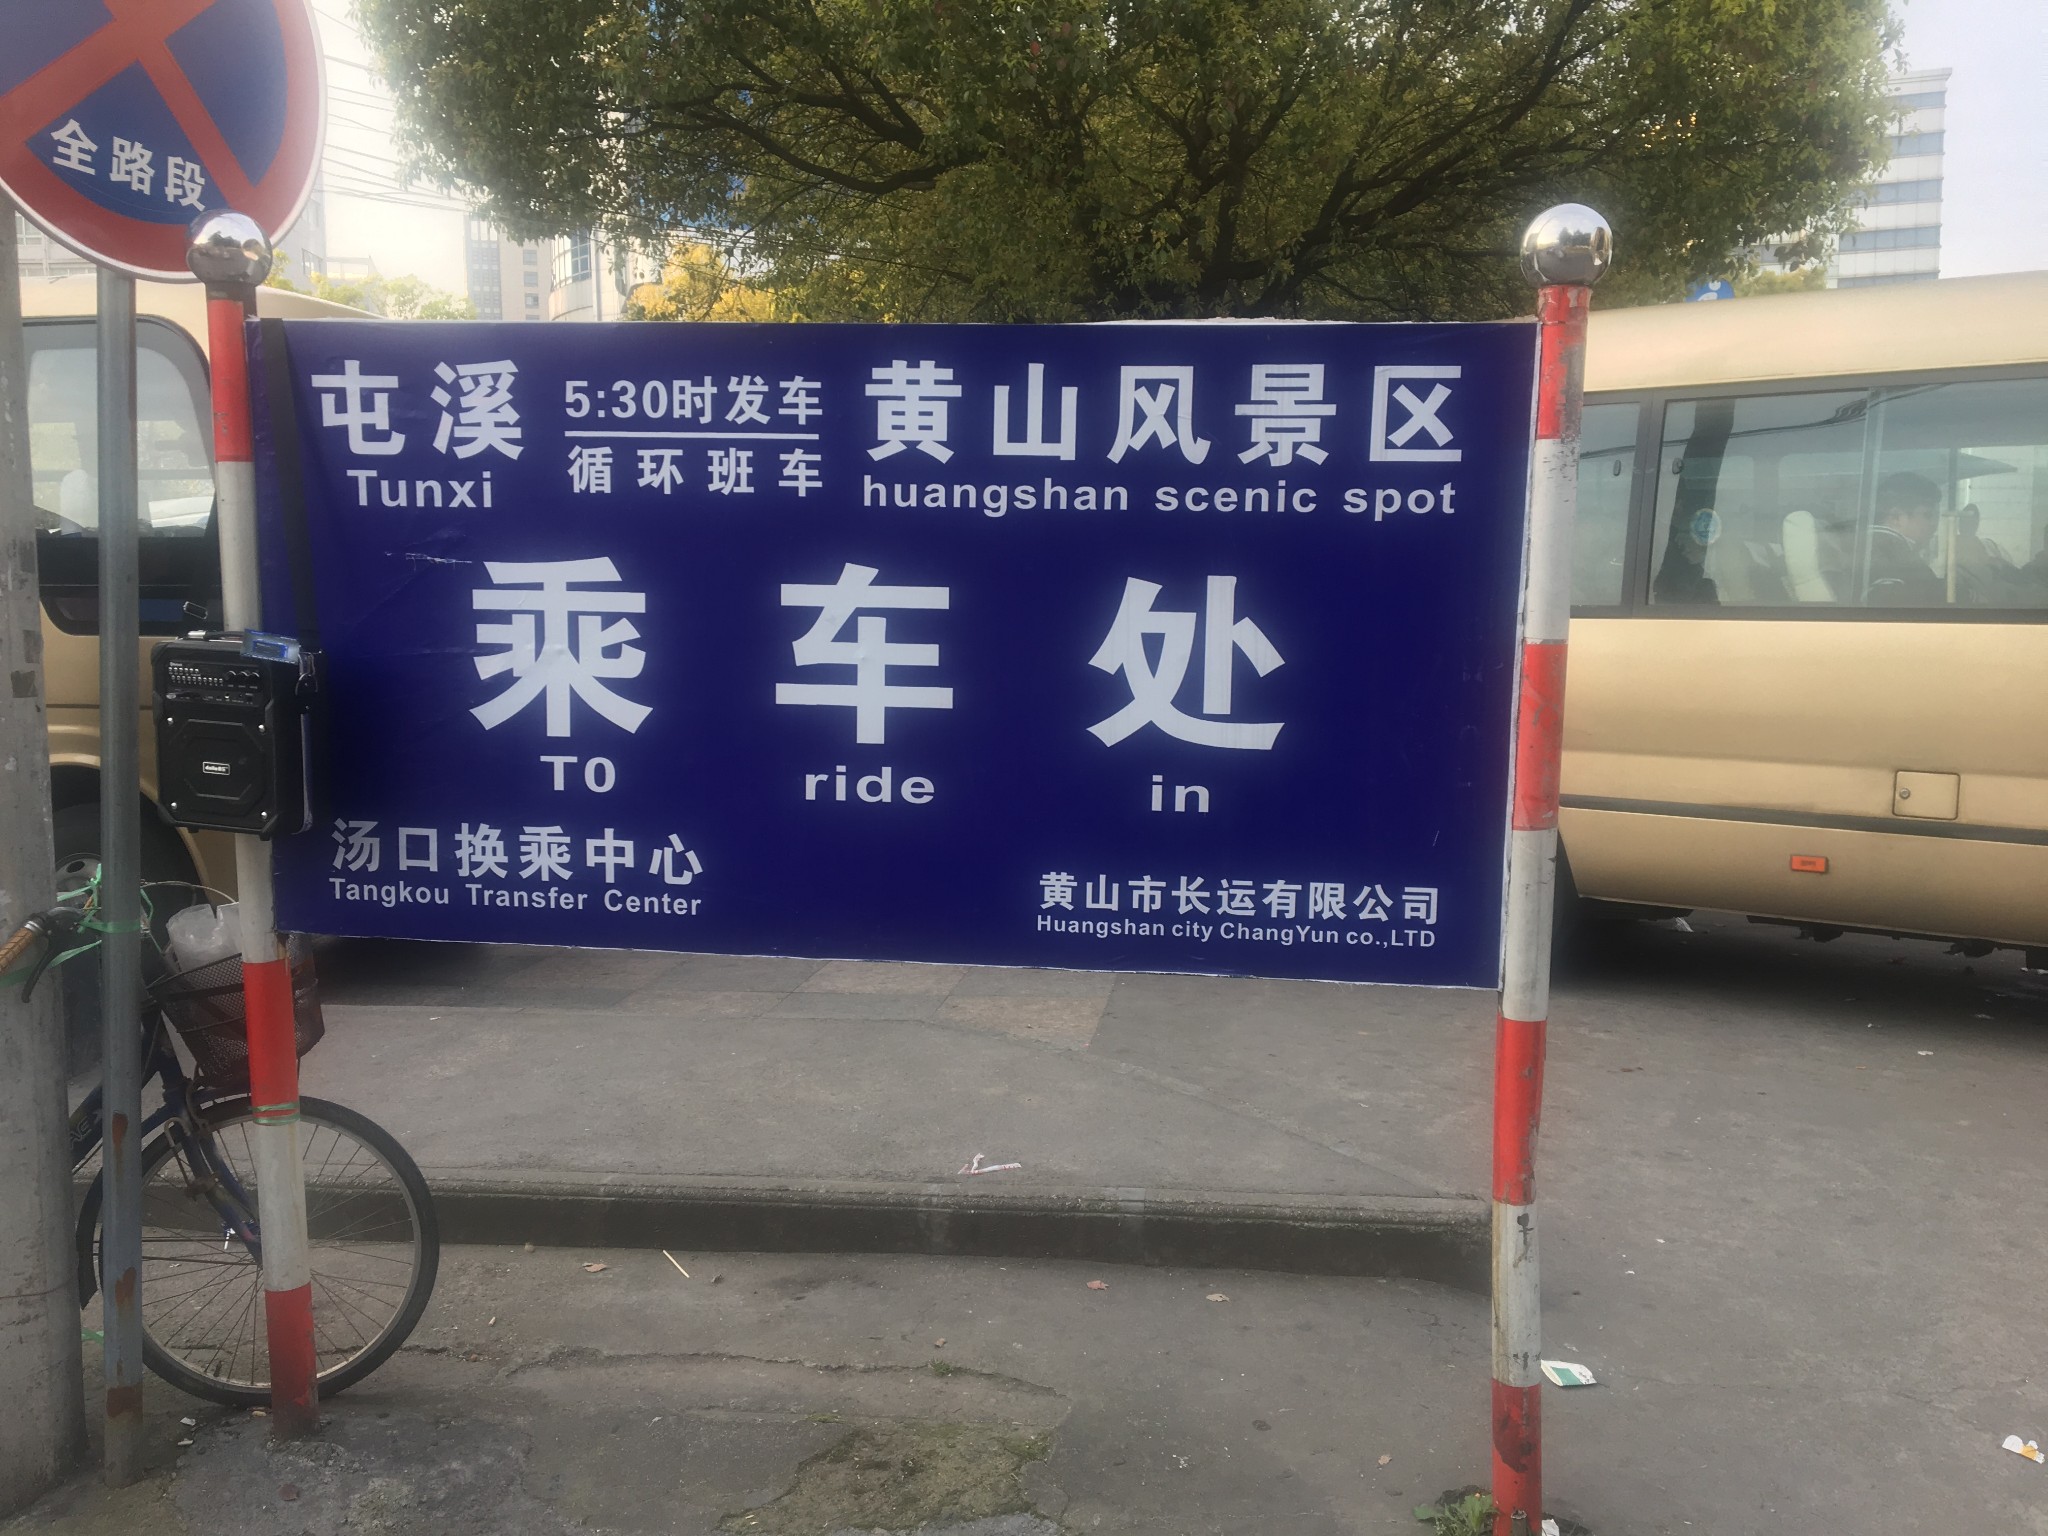 全路段
屯溪 5:30时发车 黄山风景区
Tunxi 循环班车 huangshan scenic spot
乘车处
TO ride in
汤口换乘中心
Tangkou Transfer Center
黄山市长运有限公司
Huangshan city ChangYun co.,LTD